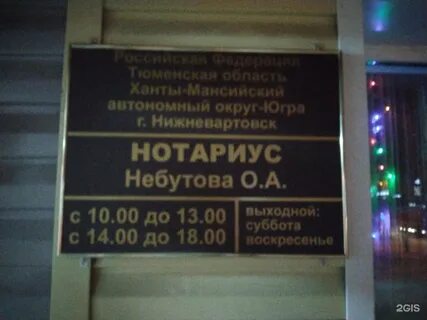 Российская Федерация
Тюменская область
Ханты-Мансийский
автономный округ-Югра
г. Нижневартовск
НОТАРИУС
Небутова О.А.
с 10.00 до 13.00
с 14.00 до 18.00
выходной:
суббота
воскресенье
2GIS